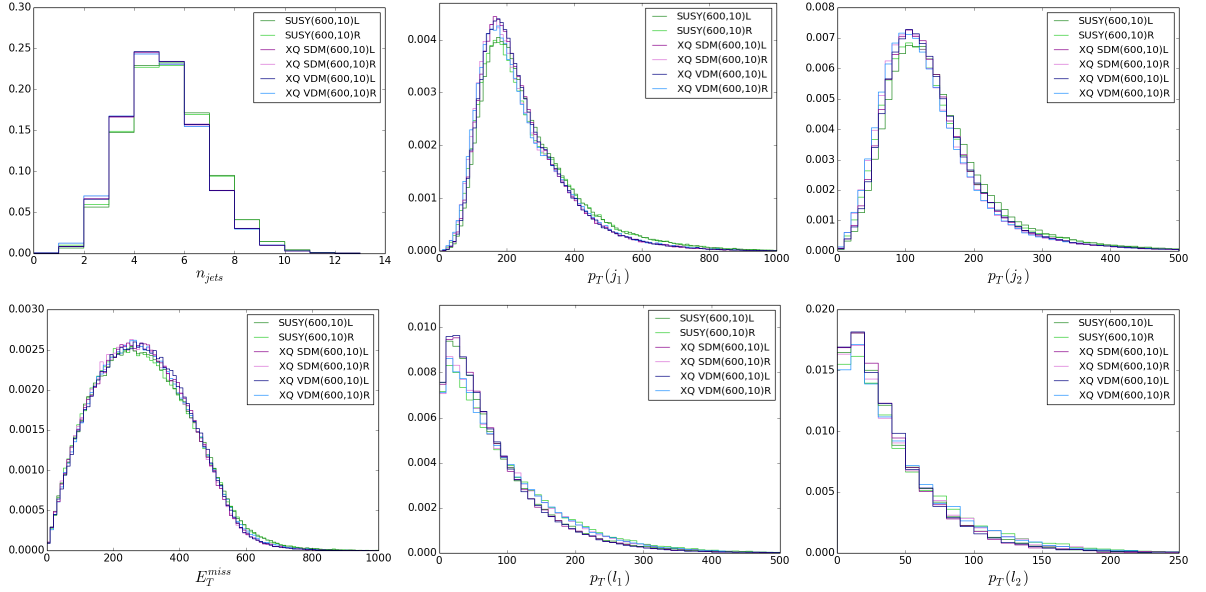 0.30
0.25
0.20
0.15
0.10
0.05
0.00
0 2 4 6 8 10 12 14
n_jets
SUSY(600,10)L
SUSY(600,10)R
XQ SDM(600,10)L
XQ SDM(600,10)R
XQ VDM(600,10)L
XQ VDM(600,10)R
0.004
0.003
0.002
0.001
0.000
0 200 400 600 800 1000
p_T(j_1)
SUSY(600,10)L
SUSY(600,10)R
XQ SDM(600,10)L
XQ SDM(600,10)R
XQ VDM(600,10)L
XQ VDM(600,10)R
0.008
0.007
0.006
0.005
0.004
0.003
0.002
0.001
0.000
0 100 200 300 400 500
p_T(j_2)
SUSY(600,10)L
SUSY(600,10)R
XQ SDM(600,10)L
XQ SDM(600,10)R
XQ VDM(600,10)L
XQ VDM(600,10)R
0.0030
0.0025
0.0020
0.0015
0.0010
0.0005
0.0000
0 200 400 600 800 1000
E_T^miss
SUSY(600,10)L
SUSY(600,10)R
XQ SDM(600,10)L
XQ SDM(600,10)R
XQ VDM(600,10)L
XQ VDM(600,10)R
0.010
0.008
0.006
0.004
0.002
0.000
0 100 200 300 400 500
p_T(l_1)
SUSY(600,10)L
SUSY(600,10)R
XQ SDM(600,10)L
XQ SDM(600,10)R
XQ VDM(600,10)L
XQ VDM(600,10)R
0.020
0.015
0.010
0.005
0.000
0 50 100 150 200 250
p_T(l_2)
SUSY(600,10)L
SUSY(600,10)R
XQ SDM(600,10)L
XQ SDM(600,10)R
XQ VDM(600,10)L
XQ VDM(600,10)R